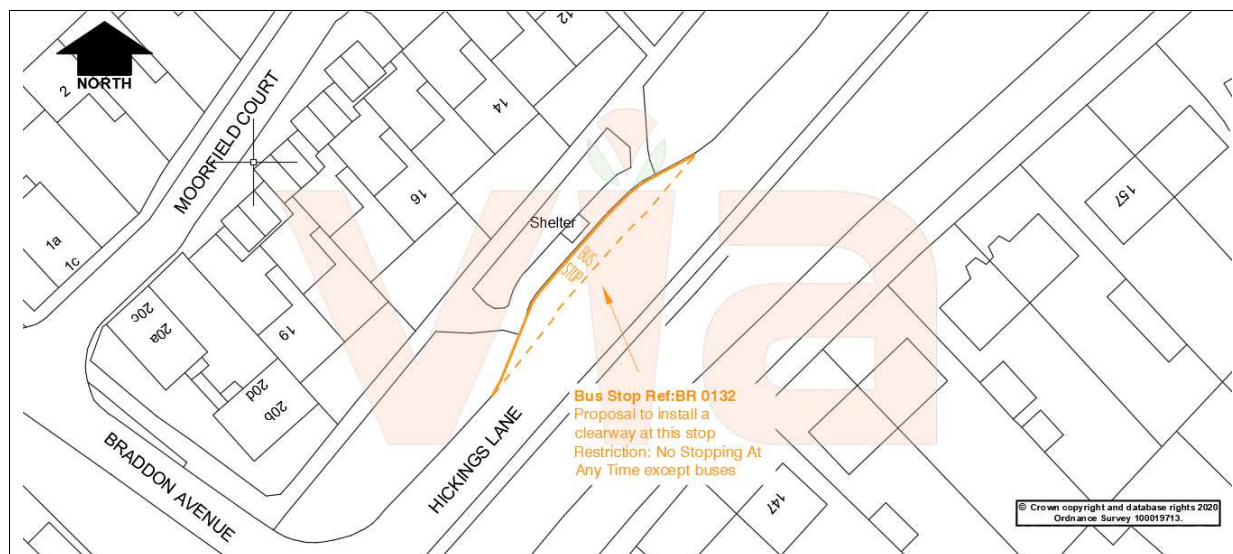 NORTH
MOORFIELD COURT
2
12
14
16
1a
1c
Shelter
BUS
STOP
157
20c
20a
19
20d
20b
BRADDON AVENUE
HICKINGS LANE
147
Bus Stop Ref:BR 0132
Proposal to install a
clearway at this stop
Restriction: No Stopping At
Any Time except buses
via
© Crown copyright and database rights 2020
Ordnance Survey 100019713.